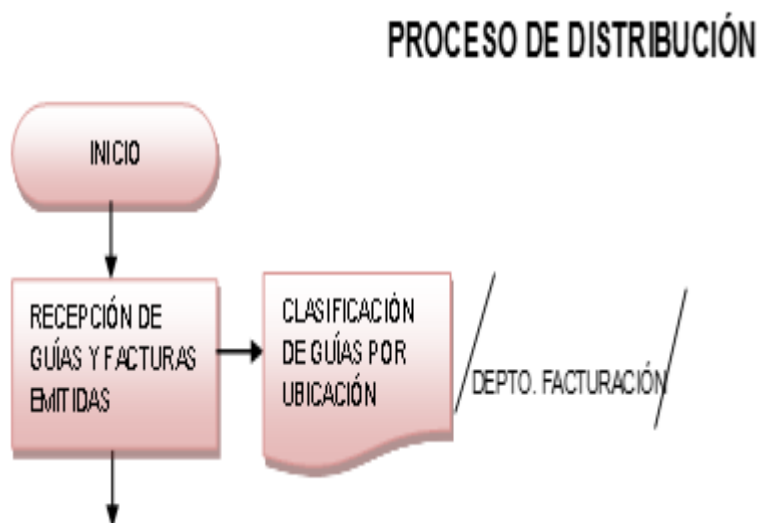 PROCESO DE DISTRIBUCIÓN
INICIO
RECEPCIÓN DE
GUÍAS Y FACTURAS
EMITIDAS
CLASIFICACIÓN
DE GUÍAS POR
UBICACIÓN
DEPTO. FACTURACIÓN